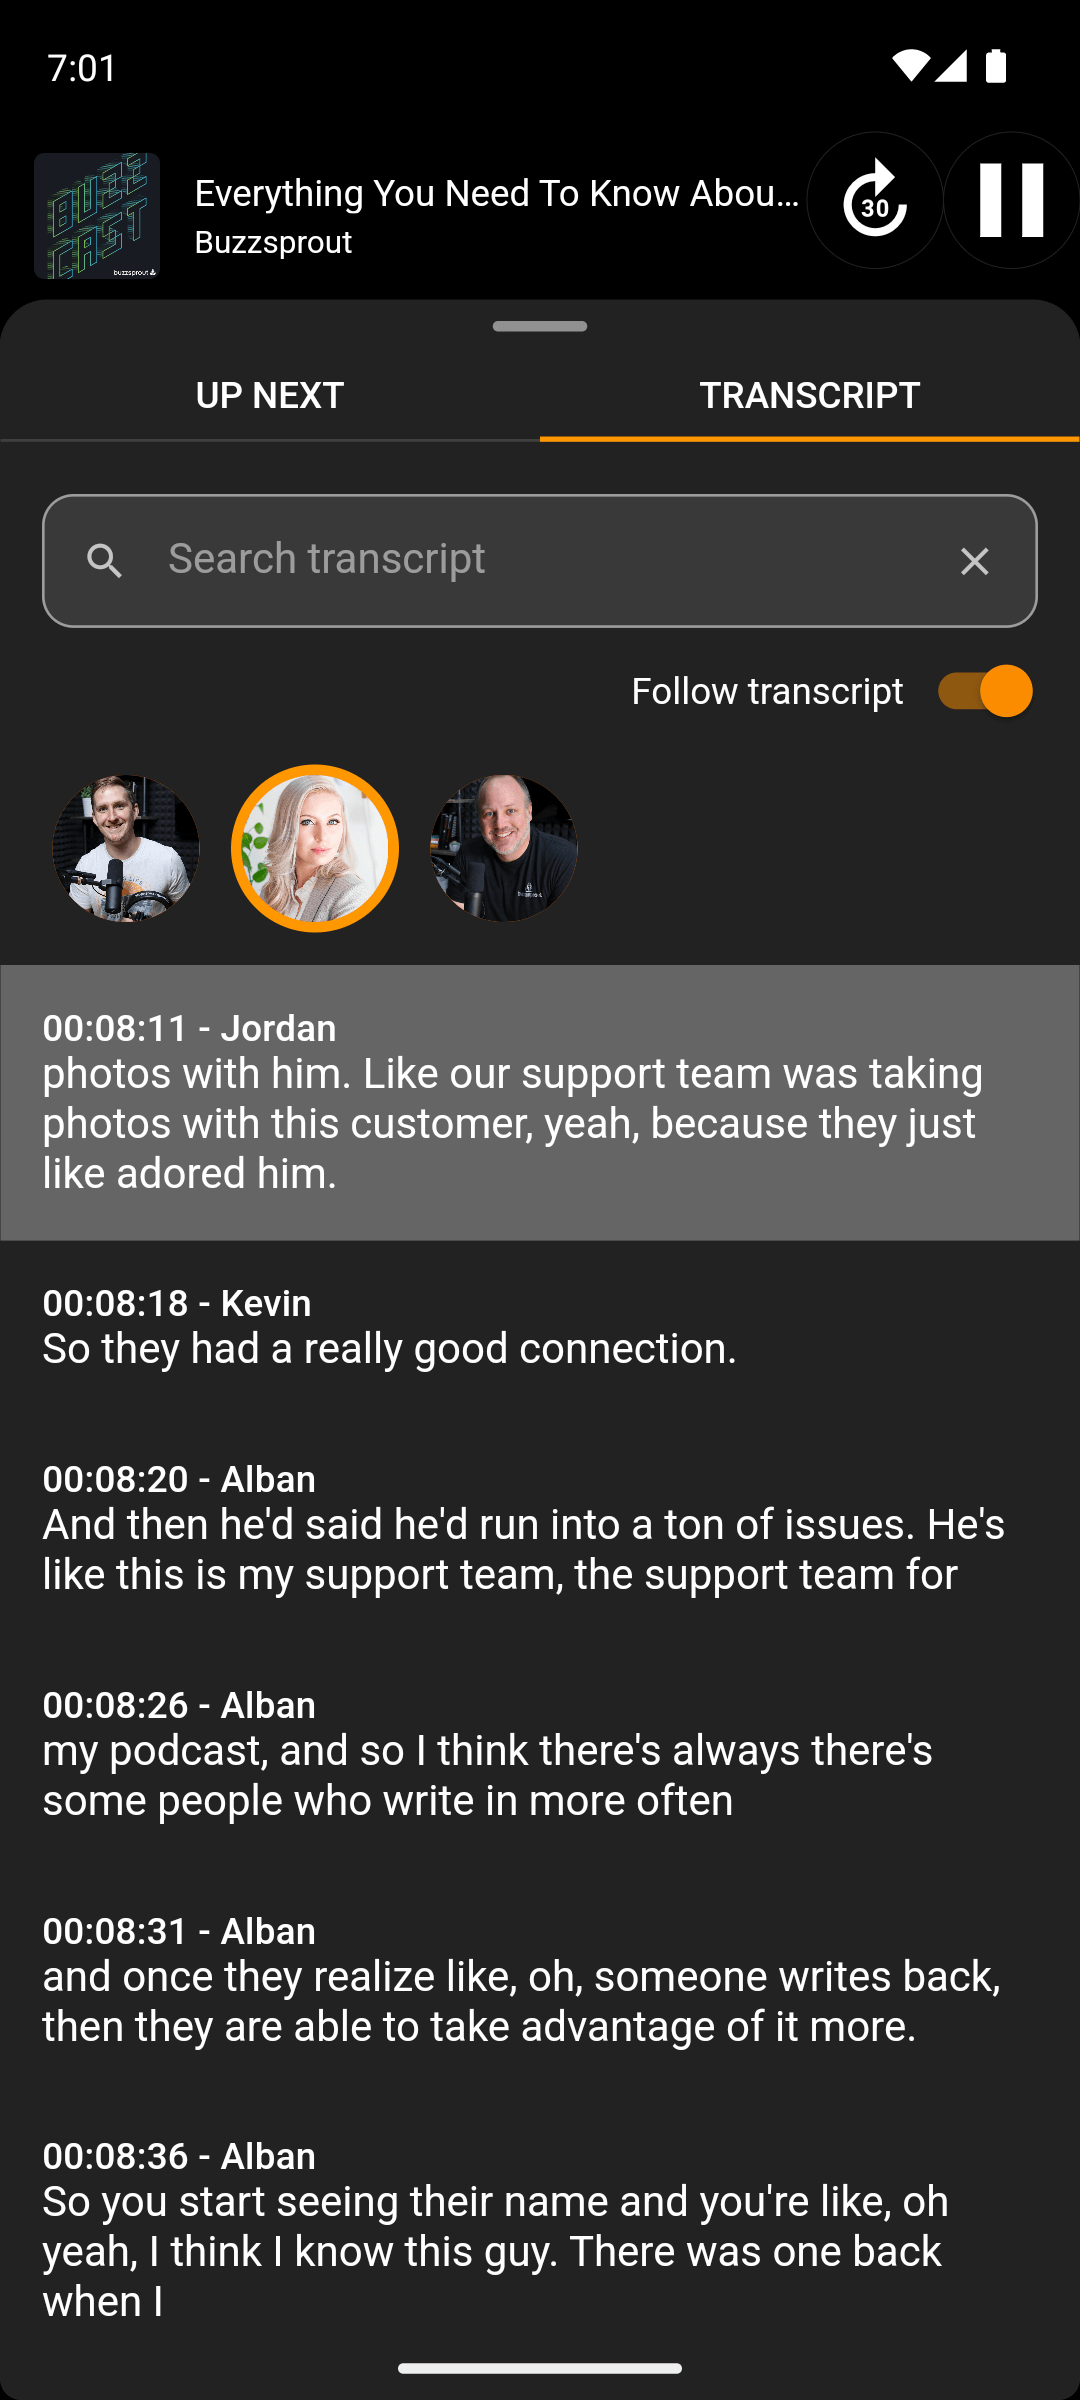 7:01
BUZZ
CAST
buzzsprout
Everything You Need To Know Abou...
Buzzsprout
30
UP NEXT
TRANSCRIPT
Search transcript
Follow transcript
00:08:11 - Jordan
photos with him. Like our support team was taking
photos with this customer, yeah, because they just
like adored him.
00:08:18 - Kevin
So they had a really good connection.
00:08:20 - Alban
And then he'd said he'd run into a ton of issues. He's
like this is my support team, the support team for
00:08:26 - Alban
my podcast, and so I think there's always there's
some people who write in more often
00:08:31 - Alban
and once they realize like, oh, someone writes back,
then they are able to take advantage of it more.
00:08:36 - Alban
So you start seeing their name and you're like, oh
yeah, I think I know this guy. There was one back
when I